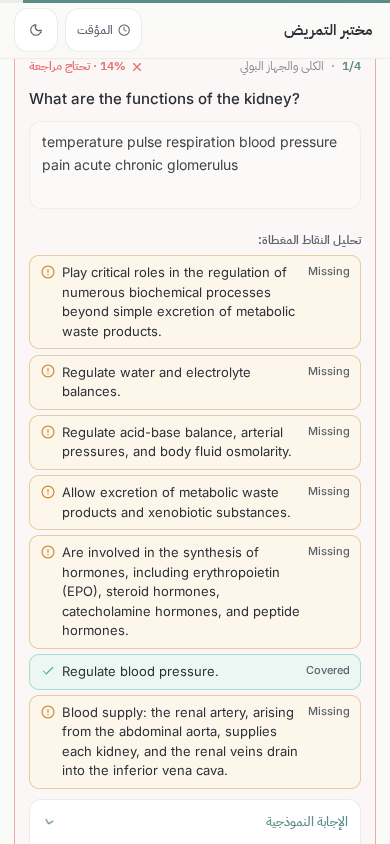 مختبر التمريض
المؤقت
1/4 · الكلى والجهاز البولي
14% · تحتاج مراجعة
What are the functions of the kidney?
temperature pulse respiration blood pressure
pain acute chronic glomerulus
تحليل النقاط المغطاة:
Play critical roles in the regulation of
numerous biochemical processes
beyond simple excretion of metabolic
waste products.
Missing
Regulate water and electrolyte
balances.
Missing
Regulate acid-base balance, arterial
pressures, and body fluid osmolarity.
Missing
Allow excretion of metabolic waste
products and xenobiotic substances.
Missing
Are involved in the synthesis of
hormones, including erythropoietin
(EPO), steroid hormones,
catecholamine hormones, and peptide
hormones.
Missing
Regulate blood pressure.
Covered
Blood supply: the renal artery, arising
from the abdominal aorta, supplies
each kidney, and the renal veins drain
into the inferior vena cava.
Missing
الإجابة النموذجية